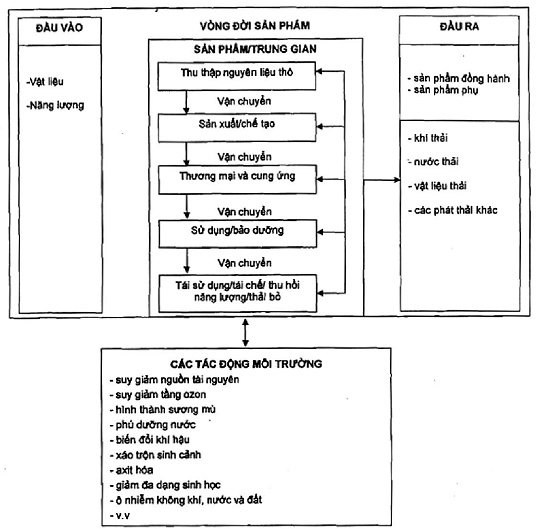 ĐẦU VÀO
-Vật liệu
-Năng lượng
VÒNG ĐỜI SẢN PHẨM
SẢN PHẨM/TRUNG GIAN
Thu thập nguyên liệu thô
Vận chuyển
Sản xuất/chế tạo
Vận chuyển
Thương mại và cung ứng
Vận chuyển
Sử dụng/bảo dưỡng
Vận chuyển
Tái sử dụng/tái chế/ thu hồi
năng lượng/thải bỏ
ĐẦU RA
- sản phẩm đồng hành
- sản phẩm phụ
- khí thải
- nước thải
- vật liệu thải
- các phát thải khác
CÁC TÁC ĐỘNG MÔI TRƯỜNG
- suy giảm nguồn tài nguyên
- suy giảm tầng ozon
- hình thành sương mù
- phú dưỡng nước
- biến đổi khí hậu
- xáo trộn sinh cảnh
- axit hóa
- giảm đa dạng sinh học
- ô nhiễm không khí, nước và đất
- v.v